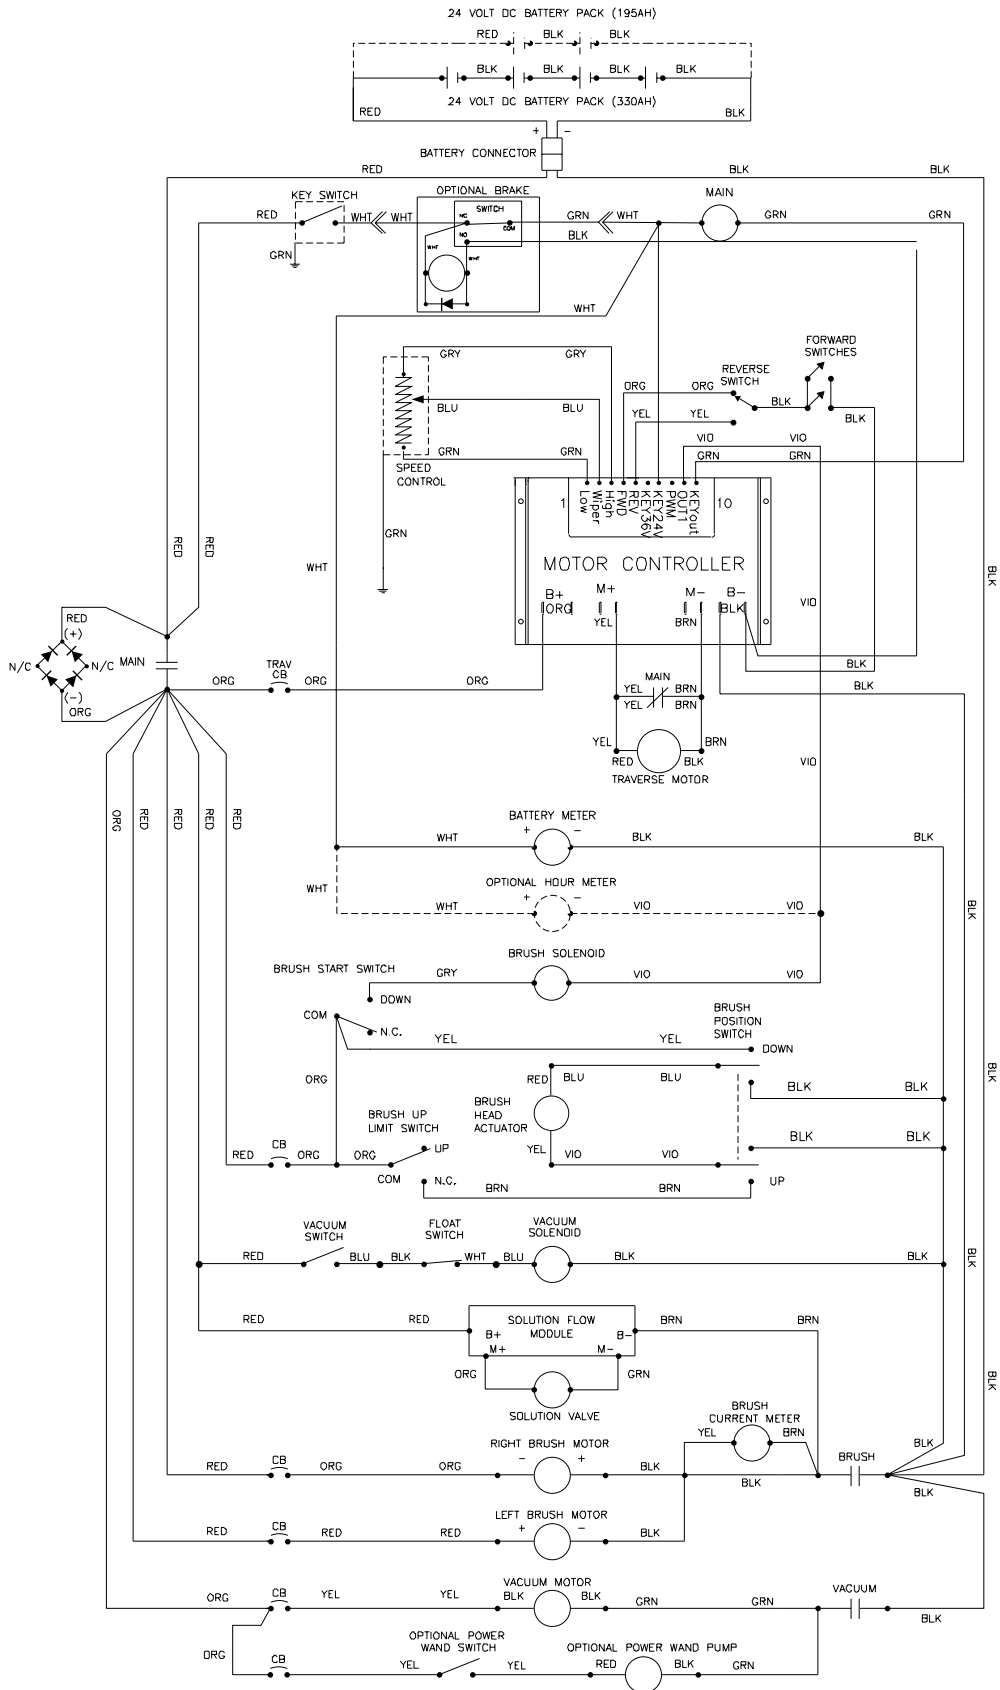 24 VOLT DC BATTERY PACK (195AH)
RED BLK BLK
BLK BLK BLK BLK
24 VOLT DC BATTERY PACK (330AH)
RED BLK
+ -
BATTERY CONNECTOR
RED BLK BLK
KEY SWITCH OPTIONAL BRAKE MAIN
SWITCH
RED WHT WHT NC GRN WHT GRN GRN
COM
NO BLK
GRN WHT WHT
WHT
FORWARD
SWITCHES
GRY GRY
REVERSE
SWITCH
ORG ORG
BLU BLU BLK
YEL YEL BLK
VIO VIO
GRN GRN GRN GRN
SPEED
CONTROL
1 Low Wiper High FWD REV KEY36V KEY24V PWM OUT1 KEYout 10
GRN
RED RED
MOTOR CONTROLLER
WHT BLK
B+ M+ M- B-
ORG BLK
YEL BRN
VIO
RED
(+)
N/C N/C MAIN
TRAV
CB
BLK
ORG ORG ORG
MAIN
BLK
(-)
ORG
YEL BRN
YEL BRN
YEL BRN
RED BLK
VIO
TRAVERSE MOTOR
ORG RED RED RED RED
BATTERY METER
WHT + - BLK BLK
WHT
OPTIONAL HOUR METER
WHT + - VIO VIO
BLK
BRUSH SOLENOID
BRUSH START SWITCH
GRY VIO VIO
DOWN
COM
N.C.
BRUSH
POSITION
SWITCH
YEL YEL
DOWN
BLK
ORG
RED BLU BLU
BLK BLK
BRUSH
HEAD
ACTUATOR
BRUSH UP
LIMIT SWITCH
BLK BLK
CB
RED ORG ORG
UP
YEL VIO VIO
COM N.C.
BRN BRN
UP
VACUUM
SWITCH
FLOAT
SWITCH
VACUUM
SOLENOID
RED BLU BLK WHT BLU BLK BLK
BLK
RED RED
SOLUTION FLOW
MODULE
BRN BRN
B+ B-
M+ M-
ORG GRN
BLK
SOLUTION VALVE
BRUSH
CURRENT METER
YEL BRN
RIGHT BRUSH MOTOR
BLK
CB
RED ORG ORG - + BLK
BRUSH
BLK
BLK
LEFT BRUSH MOTOR
CB
RED RED RED + - BLK
VACUUM MOTOR
VACUUM
CB
ORG YEL YEL BLK BLK GRN GRN
BLK
OPTIONAL POWER
WAND SWITCH
OPTIONAL POWER WAND PUMP
ORG
CB
YEL YEL RED BLK GRN